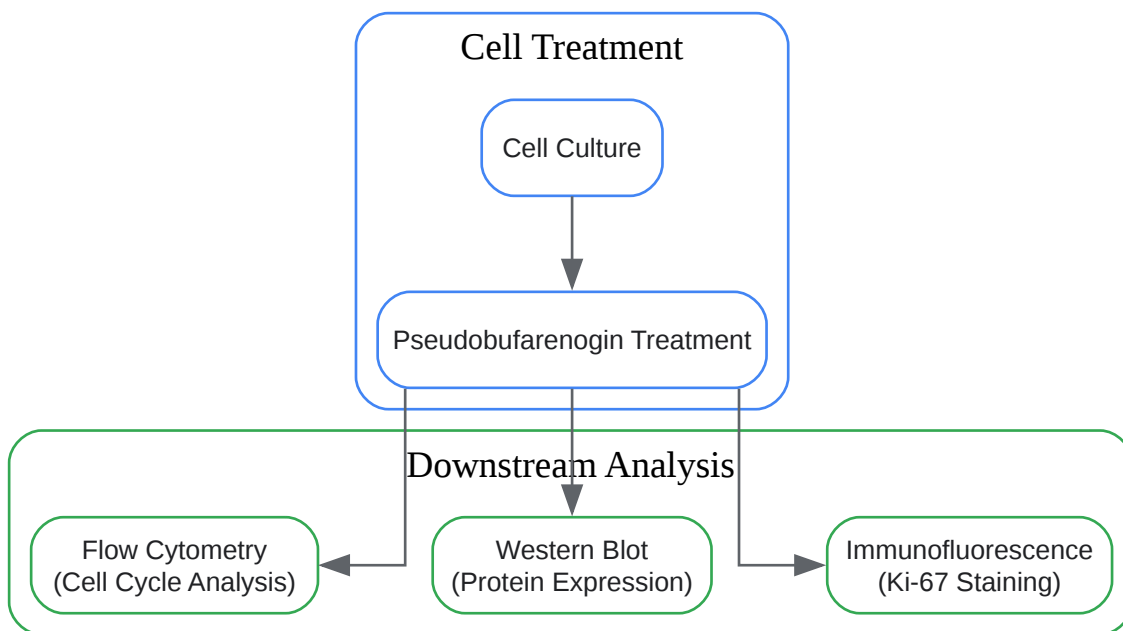 Cell Treatment
Cell Culture
Pseudobufarenogin Treatment
Downstream Analysis
Flow Cytometry
(Cell Cycle Analysis)
Western Blot
(Protein Expression)
Immunofluorescence
(Ki-67 Staining)